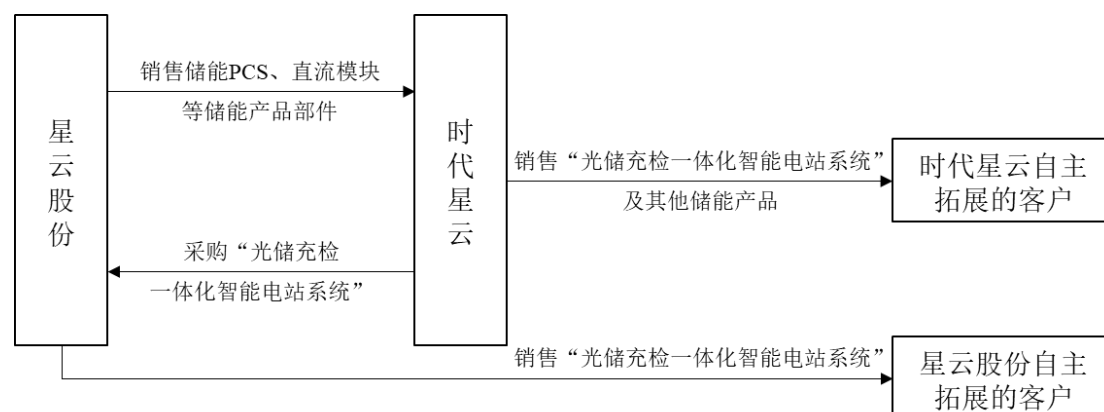 星云股份
销售储能PCS、直流模块
等储能产品部件
时代星云
销售“光储充检一体化智能电站系统”
及其他储能产品
时代星云自主
拓展的客户
采购“光储充检
一体化智能电站系统”
销售“光储充检一体化智能电站系统”
星云股份自主
拓展的客户